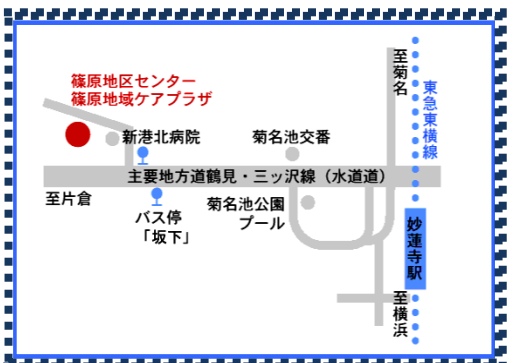 篠原地区センター
篠原地域ケアプラザ
新港北病院
菊名池交番
至菊名
東急東横線
主要地方道鶴見・三ッ沢線（水道道）
至片倉
バス停
「坂下」
菊名池公園
プール
妙蓮寺駅
至横浜